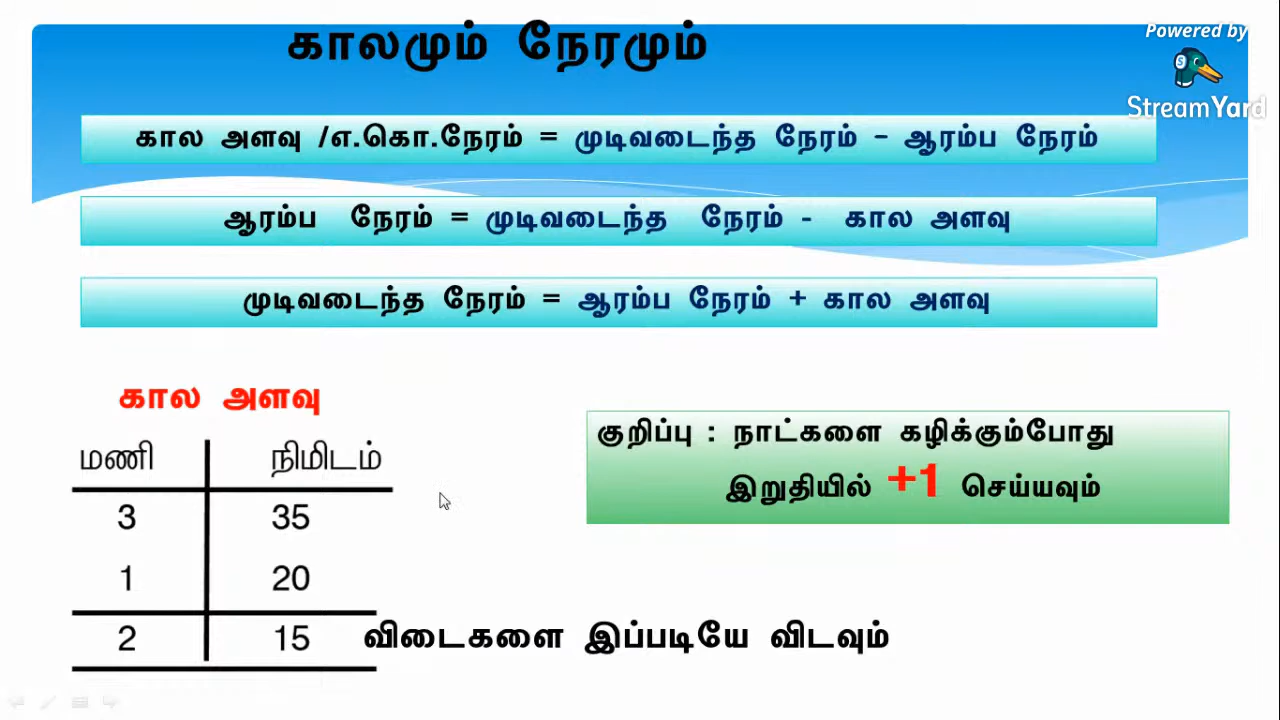 காலமும் நேரமும்
Powered by
StreamYard
கால அளவு /எ.கொ.நேரம் = முடிவடைந்த நேரம் – ஆரம்ப நேரம்
ஆரம்ப நேரம் = முடிவடைந்த நேரம் - கால அளவு
முடிவடைந்த நேரம் = ஆரம்ப நேரம் + கால அளவு
கால அளவு
மணி நிமிடம்
3 35
1 20
2 15
விடைகளை இப்படியே விடவும்
குறிப்பு : நாட்களை கழிக்கும்போது
இறுதியில் +1 செய்யவும்